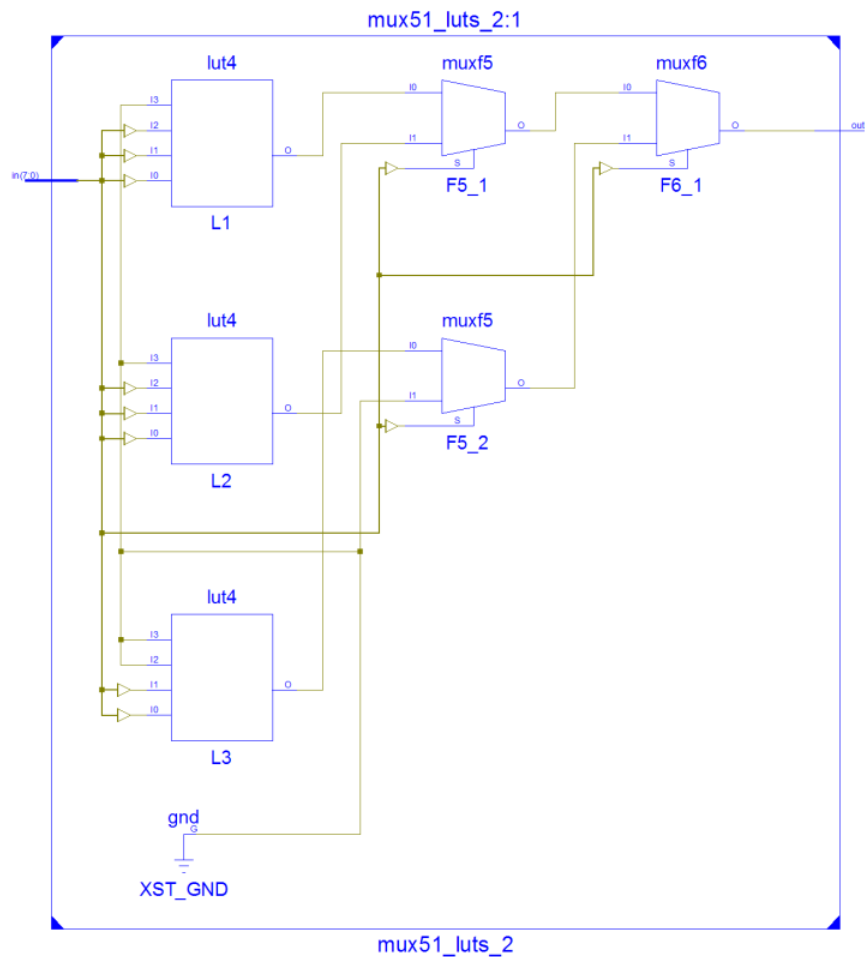 mux51_luts_2:1
lut4
muxf5
muxf6
I3
I2
I1
I0
O
L1
I0
I1
O
S
F5_1
I0
I1
O
S
F6_1
in(7:0)
out
lut4
I3
I2
I1
I0
O
L2
muxf5
I0
I1
O
S
F5_2
lut4
I3
I2
I1
I0
O
L3
gnd
G
XST_GND
mux51_luts_2